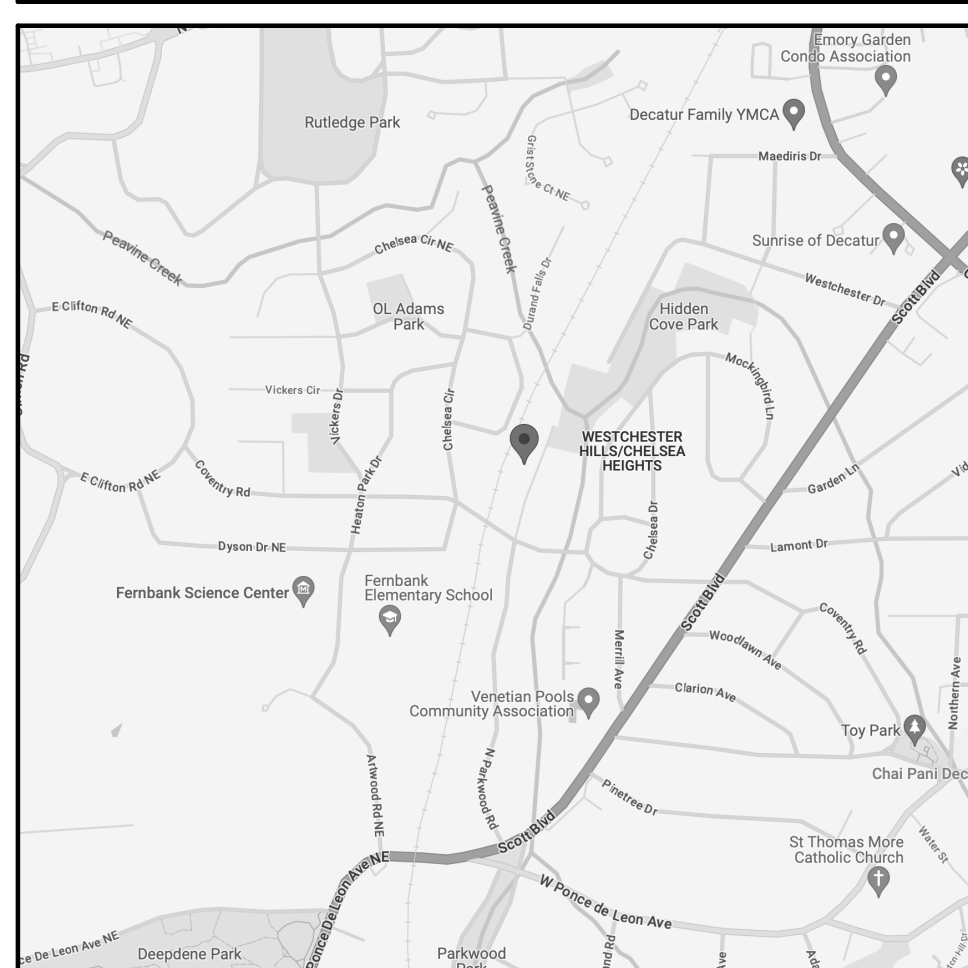 Emory Garden
Condo Association
Decatur Family YMCA
Rutledge Park
Maediris Dr
Grist Stone Ct NE
Peavine Creek
Peavine Creek
Chelsea Cir NE
Sunrise of Decatur
Durand Falls Dr
Westchester Dr
Scott Blvd
E Clifton Rd NE
OL Adams
Park
Hidden
Cove Park
Mockingbird Ln
Vickers Cir
Vickers Dr
Chelsea Cir
WESTCHESTER
HILLS/CHELSEA
HEIGHTS
E Clifton Rd NE
Coventry Rd
Heaton Park Dr
Garden Ln
Chelsea Dr
Dyson Dr NE
Lamont Dr
Fernbank Science Center
Fernbank
Elementary School
Scott Blvd
Coventry Rd
Merrill Ave
Woodlawn Ave
Clarion Ave
Northern Ave
Venetian Pools
Community Association
Toy Park
Chai Pani Dec
Artwood Rd NE
N Parkwood Rd
Pinetree Dr
Scott Blvd
Water St
St Thomas More
Catholic Church
Ponce De Leon Ave NE
W Ponce de Leon Ave
ce De Leon Ave NE
Deepdene Park
Parkwood
Park